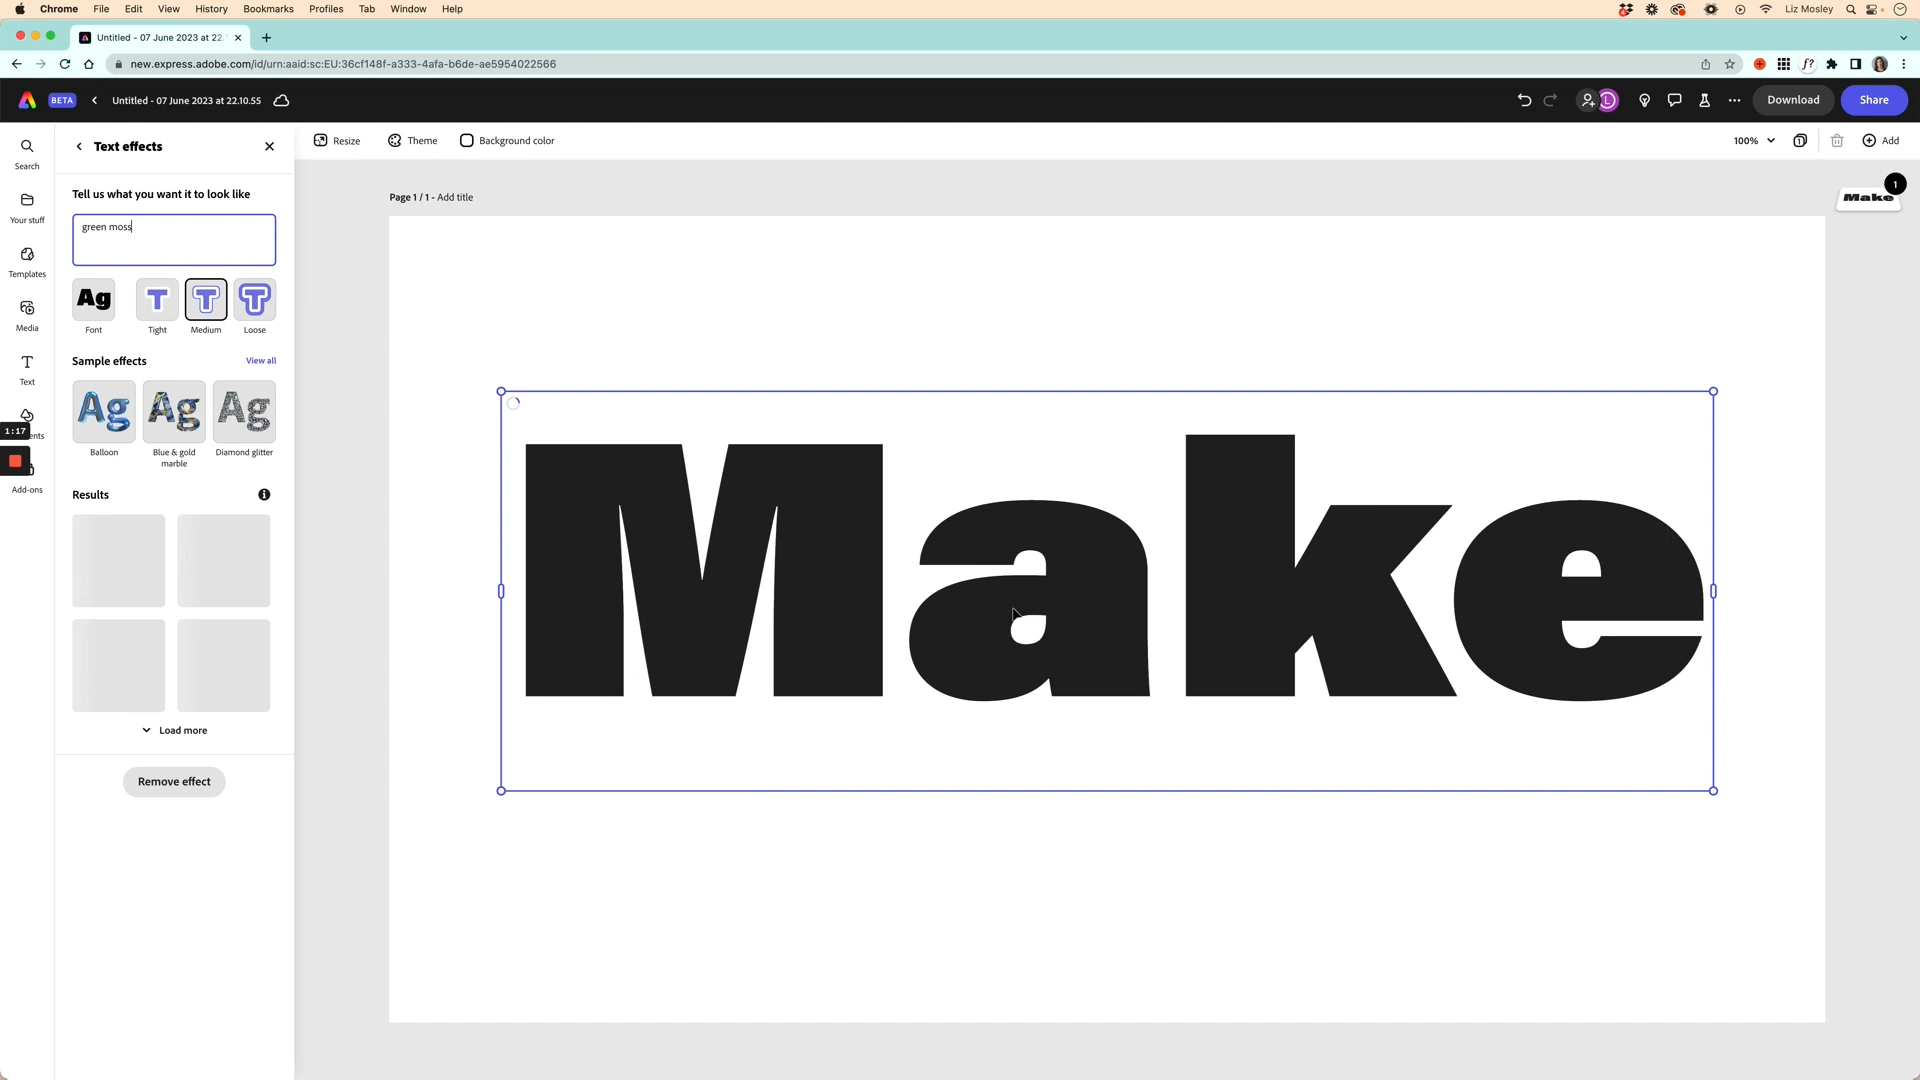 Chrome File Edit View History Bookmarks Profiles Tab Window Help Liz Mosley
Untitled - 07 June 2023 at 22.1
new.express.adobe.com/id/urn:aaid:sc:EU:36cf148f-a333-4afa-b6de-ae5954022566 f?
BETA Untitled - 07 June 2023 at 22.10.55 L Download Share
Search
Your stuff
Templates
Media
Text
1:17
ents
Add-ons
Text effects
Tell us what you want it to look like
green moss
Ag T T T
Font Tight Medium Loose
Sample effects View all
Ag Ag Ag
Balloon Blue & gold marble Diamond glitter
Results
Load more
Remove effect
Resize Theme Background color 100% 1 Add
Page 1 / 1 - Add title
1
Make
Make